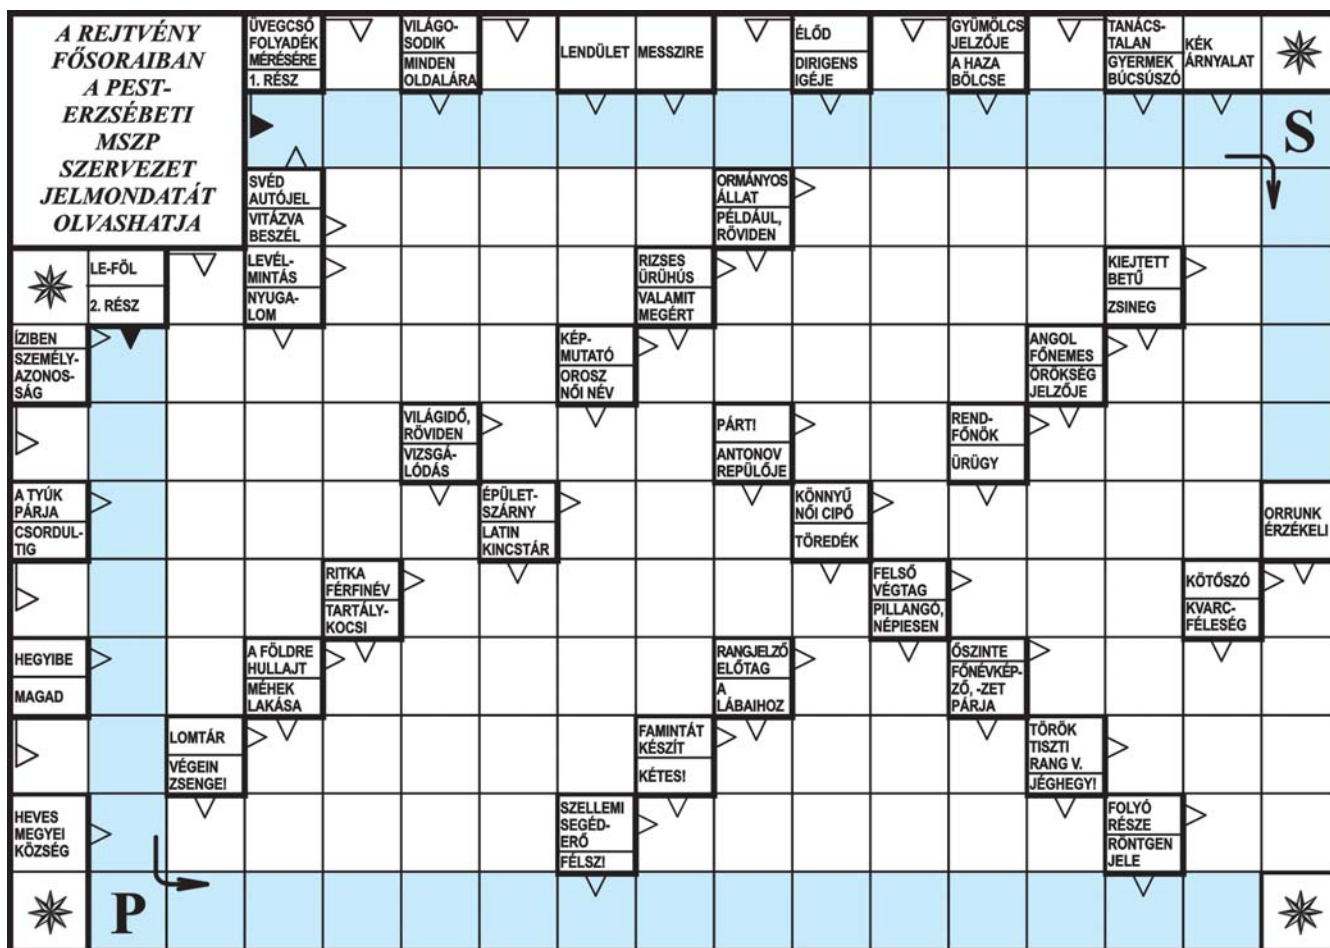 A REJTVÉNY
FŐSORAIBAN
A PEST-
ERZSÉBETI
MSZP
SZERVEZET
JELMONDATÁT
OLVASHATJA
ÜVEGCSŐ
FOLYADÉK
MÉRÉSÉRE
1. RÉSZ
VILÁGO-
SODIK
MINDEN
OLDALÁRA
LENDÜLET
MESSZIRE
ÉLŐD
DIRIGENS
IGÉJE
GYÜMÖLCS
JELZŐJE
A HAZA
BÖLCSE
TANÁCS-
TALAN
GYERMEK
BÚCSÚSZÓ
KÉK
ÁRNYALAT
S
SVÉD
AUTÓJEL
VITÁZVA
BESZÉL
ORMÁNYOS
ÁLLAT
PÉLDÁUL,
RÖVIDEN
LE-FÖL
2. RÉSZ
LEVÉL-
MINTÁS
NYUGA-
LOM
RIZSES
ÜRÜHÚS
VALAMIT
MEGÉRT
KIEJTETT
BETŰ
ZSINEG
ÍZIBEN
SZEMÉLY-
AZONOS-
SÁG
KÉP-
MUTATÓ
OROSZ
NŐI NÉV
ANGOL
FŐNEMES
ÖRÖKSÉG
JELZŐJE
VILÁGIDŐ,
RÖVIDEN
VIZSGÁ-
LÓDÁS
PÁRT!
ANTONOV
REPÜLŐJE
REND-
FŐNÖK
ÜRÜGY
A TYÚK
PÁRJA
CSORDUL-
TIG
ÉPÜLET-
SZÁRNY
LATIN
KINCSTÁR
KÖNNYŰ
NŐI CIPŐ
TÖREDÉK
ORRUNK
ÉRZÉKELI
RITKA
FÉRFINÉV
TARTÁLY-
KOCSI
FELSŐ
VÉGTAG
PILLANGÓ,
NÉPIESEN
KÖTŐSZÓ
KVARC-
FÉLESÉG
HEGYIBE
MAGAD
A FÖLDRE
HULLAJT
MÉHEK
LAKÁSA
RANGJELZŐ
ELŐTAG
A
LÁBAIHOZ
ŐSZINTE
FŐNÉVKÉP-
ZŐ, -ZET
PÁRJA
LOMTÁR
VÉGEIN
ZSENGE!
FAMINTÁT
KÉSZÍT
KÉTES!
TÖRÖK
TISZTI
RANG V.
JÉGHEGY!
HEVES
MEGYEI
KÖZSÉG
SZELLEMI
SEGÉD-
ERŐ
FÉLSZ!
FOLYÓ
RÉSZE
RÖNTGEN
JELE
P